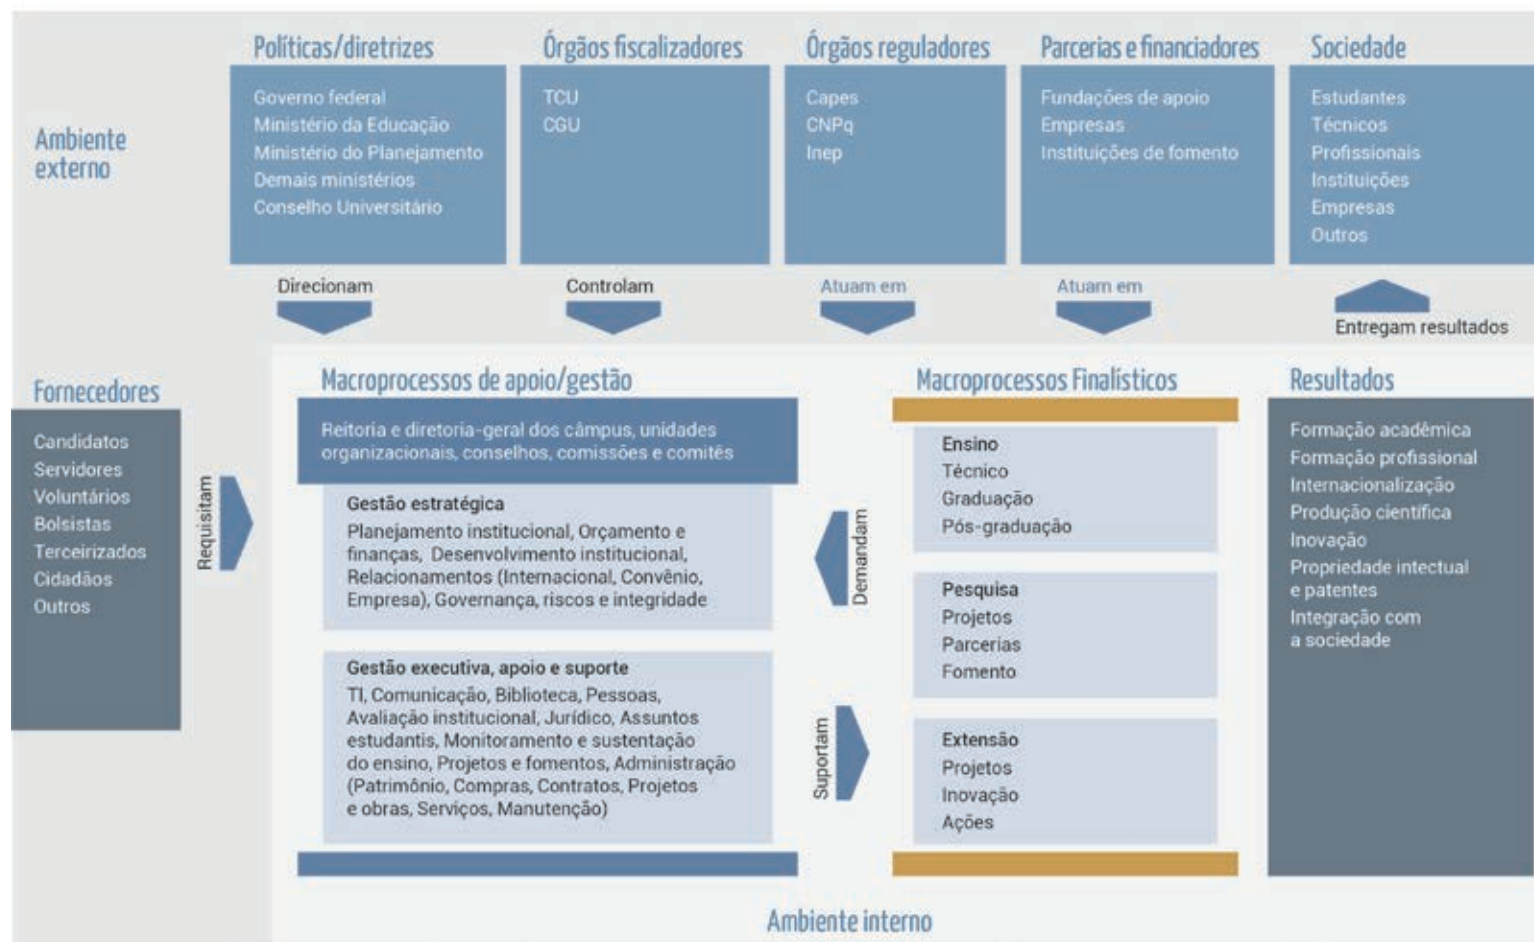 Políticas/diretrizes
Órgãos fiscalizadores
Órgãos reguladores
Parcerias e financiadores
Sociedade
Ambiente
externo
Governo federal
Ministério da Educação
Ministério do Planejamento
Demais ministérios
Conselho Universitário
TCU
CGU
Capes
CNPq
Inep
Fundações de apoio
Empresas
Instituições de fomento
Estudantes
Técnicos
Profissionais
Instituições
Empresas
Outros
Direcionam
Controlam
Atuam em
Atuam em
Entregam resultados
Fornecedores
Candidatos
Servidores
Voluntários
Bolsistas
Terceirizados
Cidadãos
Outros
Requisitam
Macroprocessos de apoio/gestão
Reitoria e diretoria-geral dos câmpus, unidades
organizacionais, conselhos, comissões e comitês
Gestão estratégica
Planejamento institucional, Orçamento e
finanças, Desenvolvimento institucional,
Relacionamentos (Internacional, Convênio,
Empresa), Governança, riscos e integridade
Gestão executiva, apoio e suporte
TI, Comunicação, Biblioteca, Pessoas,
Avaliação institucional, Jurídico, Assuntos
estudantis, Monitoramento e sustentação
do ensino, Projetos e fomentos, Administração
(Patrimônio, Compras, Contratos, Projetos
e obras, Serviços, Manutenção)
Demandam
Suportam
Macroprocessos Finalísticos
Ensino
Técnico
Graduação
Pós-graduação
Pesquisa
Projetos
Parcerias
Fomento
Extensão
Projetos
Inovação
Ações
Resultados
Formação acadêmica
Formação profissional
Internacionalização
Produção científica
Inovação
Propriedade intectual
e patentes
Integração com
a sociedade
Ambiente interno